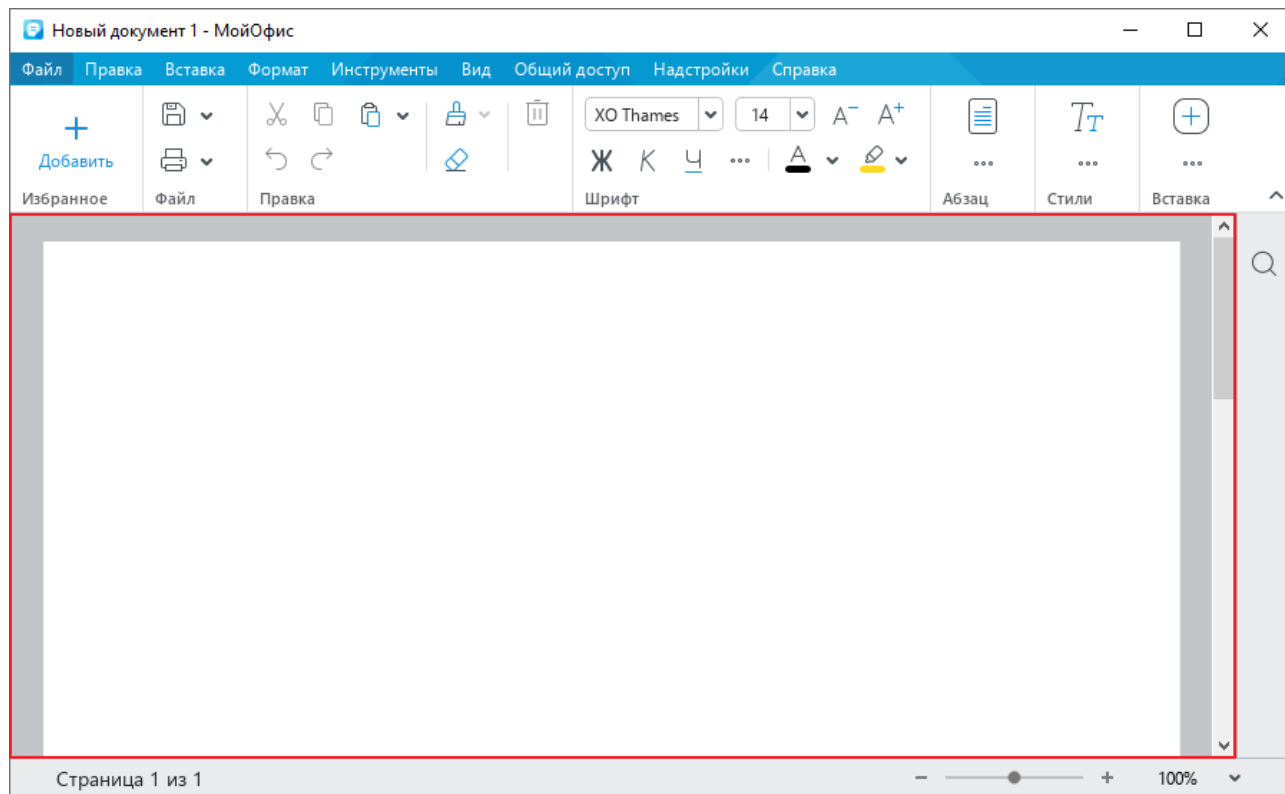 Новый документ 1 - МойОфис
Файл Правка Вставка Формат Инструменты Вид Общий доступ Надстройки Справка
XO Thames 14 A− A+
Добавить Ж К Ч A
Избранное Файл Правка Шрифт Абзац Стили Вставка
Страница 1 из 1 − + 100%